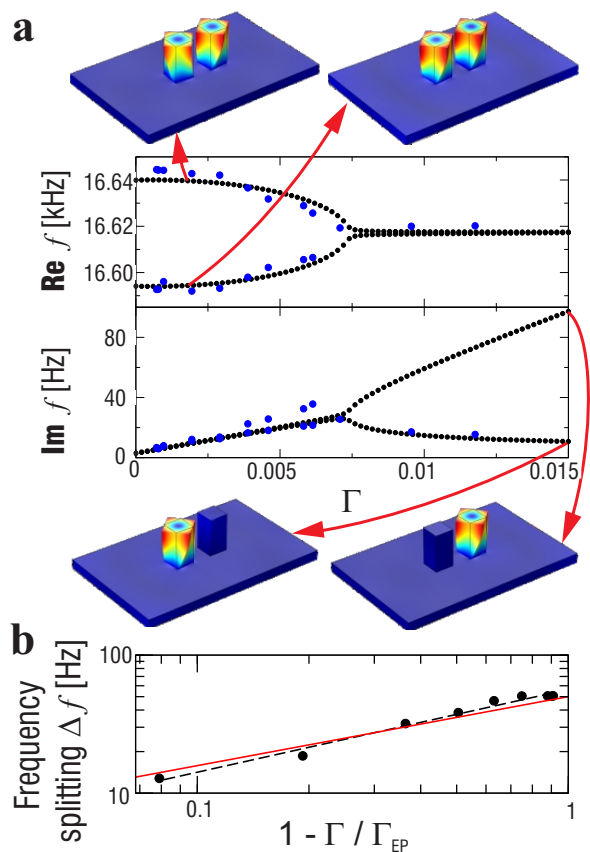 a
Re f [kHz]
16.64
16.62
16.60
Im f [Hz]
80
40
0
0 0.005 0.01 0.015
Γ
b
Frequency
splitting Δf [Hz]
100
10
0.1 1
1 - Γ / ΓEP